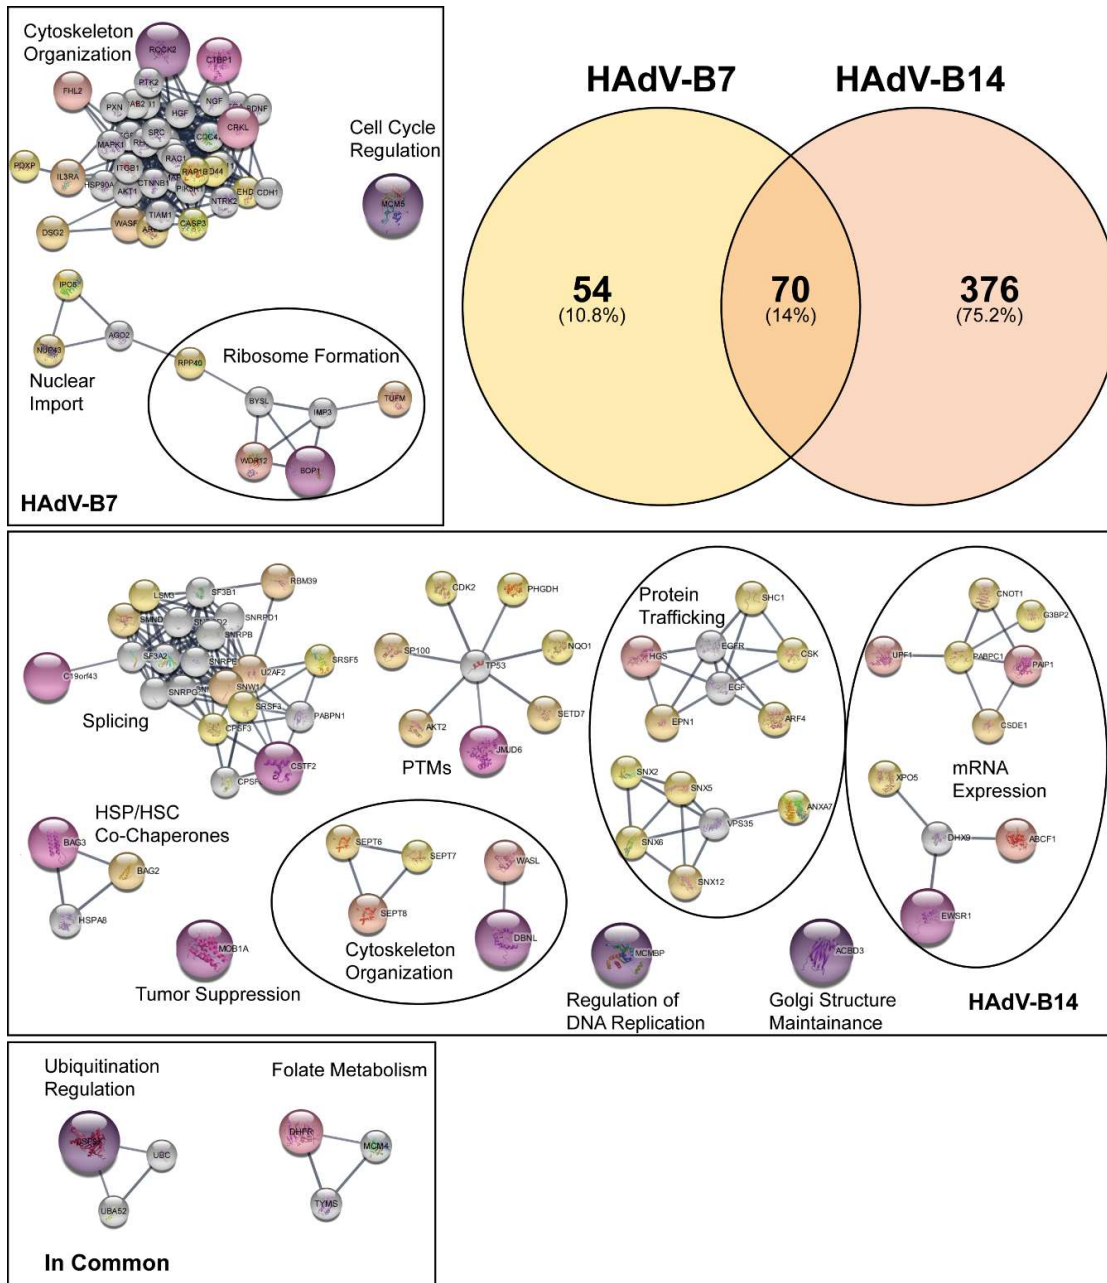 Cytoskeleton
Organization
ROCK2
CTBP1
FHL2
PTK2
PXN
NGF
BDNF
HGF
CRKL
SRC
MAPK1
RAC1
ITGB1
RAP1B
PDXP
IL3RA
HSP90A
CTNNB1
PIK3R1
AKT1
EHD
CDH1
NTRK2
TIAM1
DSG2
WASF
CASP3
Cell Cycle
Regulation
MCM5
IPO8
AGO2
NUP43
RPP40
Nuclear
Import
Ribosome Formation
BYSL
IMP3
TUFM
WDR12
BOP1
HAdV-B7
HAdV-B7
HAdV-B14
54
(10.8%)
70
(14%)
376
(75.2%)
LSM3
SF3B1
RBM39
SMND
SNRPD1
SNRPB
SNRPE
SF3A2
U2AF2
SRSF5
C19orf43
SNRPG
SNW1
SRSF3
PABPN1
CPSF3
CSTF2
CPSF
Splicing
CDK2
PHGDH
SP100
TP53
NQO1
AKT2
SETD7
JMJD6
PTMs
Protein
Trafficking
SHC1
HGS
EGFR
CSK
EGF
EPN1
ARF4
SNX2
SNX5
ANXA7
VPS35
SNX6
SNX12
CNOT1
G3BP2
UPF1
PABPC1
PAIP1
CSDE1
mRNA
Expression
XPO5
DHX9
ABCF1
EWSR1
HSP/HSC
Co-Chaperones
BAG3
BAG2
HSPA8
MOB1A
Tumor Suppression
SEPT6
SEPT7
WASL
SEPT8
DBNL
Cytoskeleton
Organization
MCMBP
Regulation of
DNA Replication
ACBD3
Golgi Structure
Maintainance
HAdV-B14
Ubiquitination
Regulation
UBC
UBA52
Folate Metabolism
DHFR
MCM4
TYMS
In Common